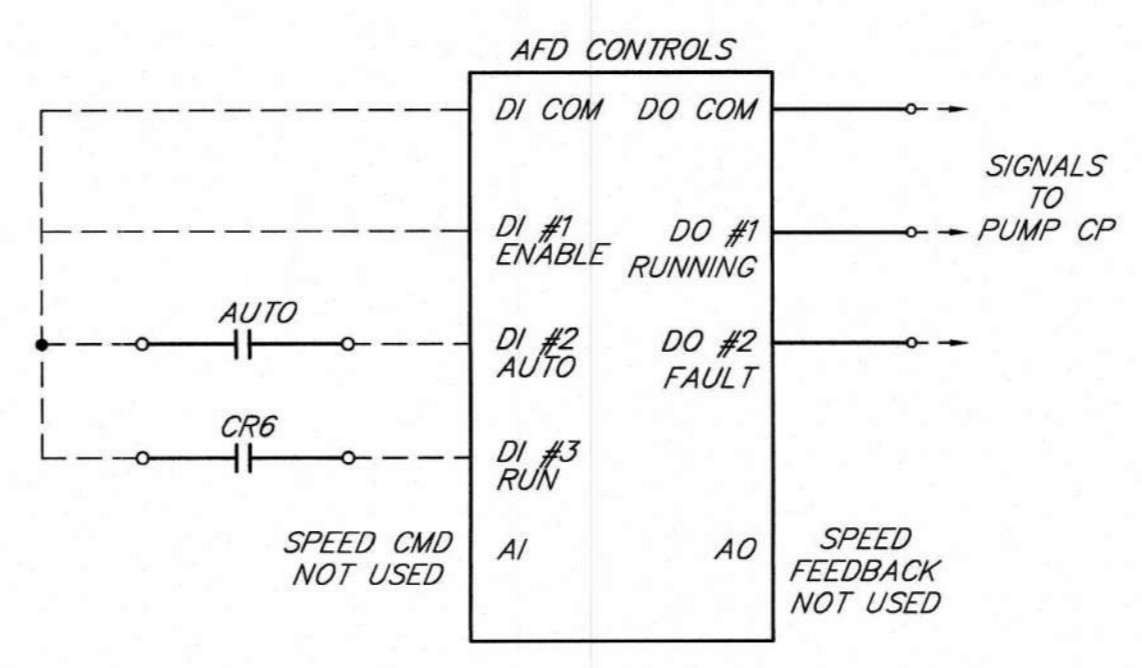 AFD CONTROLS
DI COM
DO COM
DI #1
ENABLE
DO #1
RUNNING
SIGNALS
TO
PUMP CP
AUTO
DI #2
AUTO
DO #2
FAULT
CR6
DI #3
RUN
SPEED CMD
NOT USED
AI
AO
SPEED
FEEDBACK
NOT USED